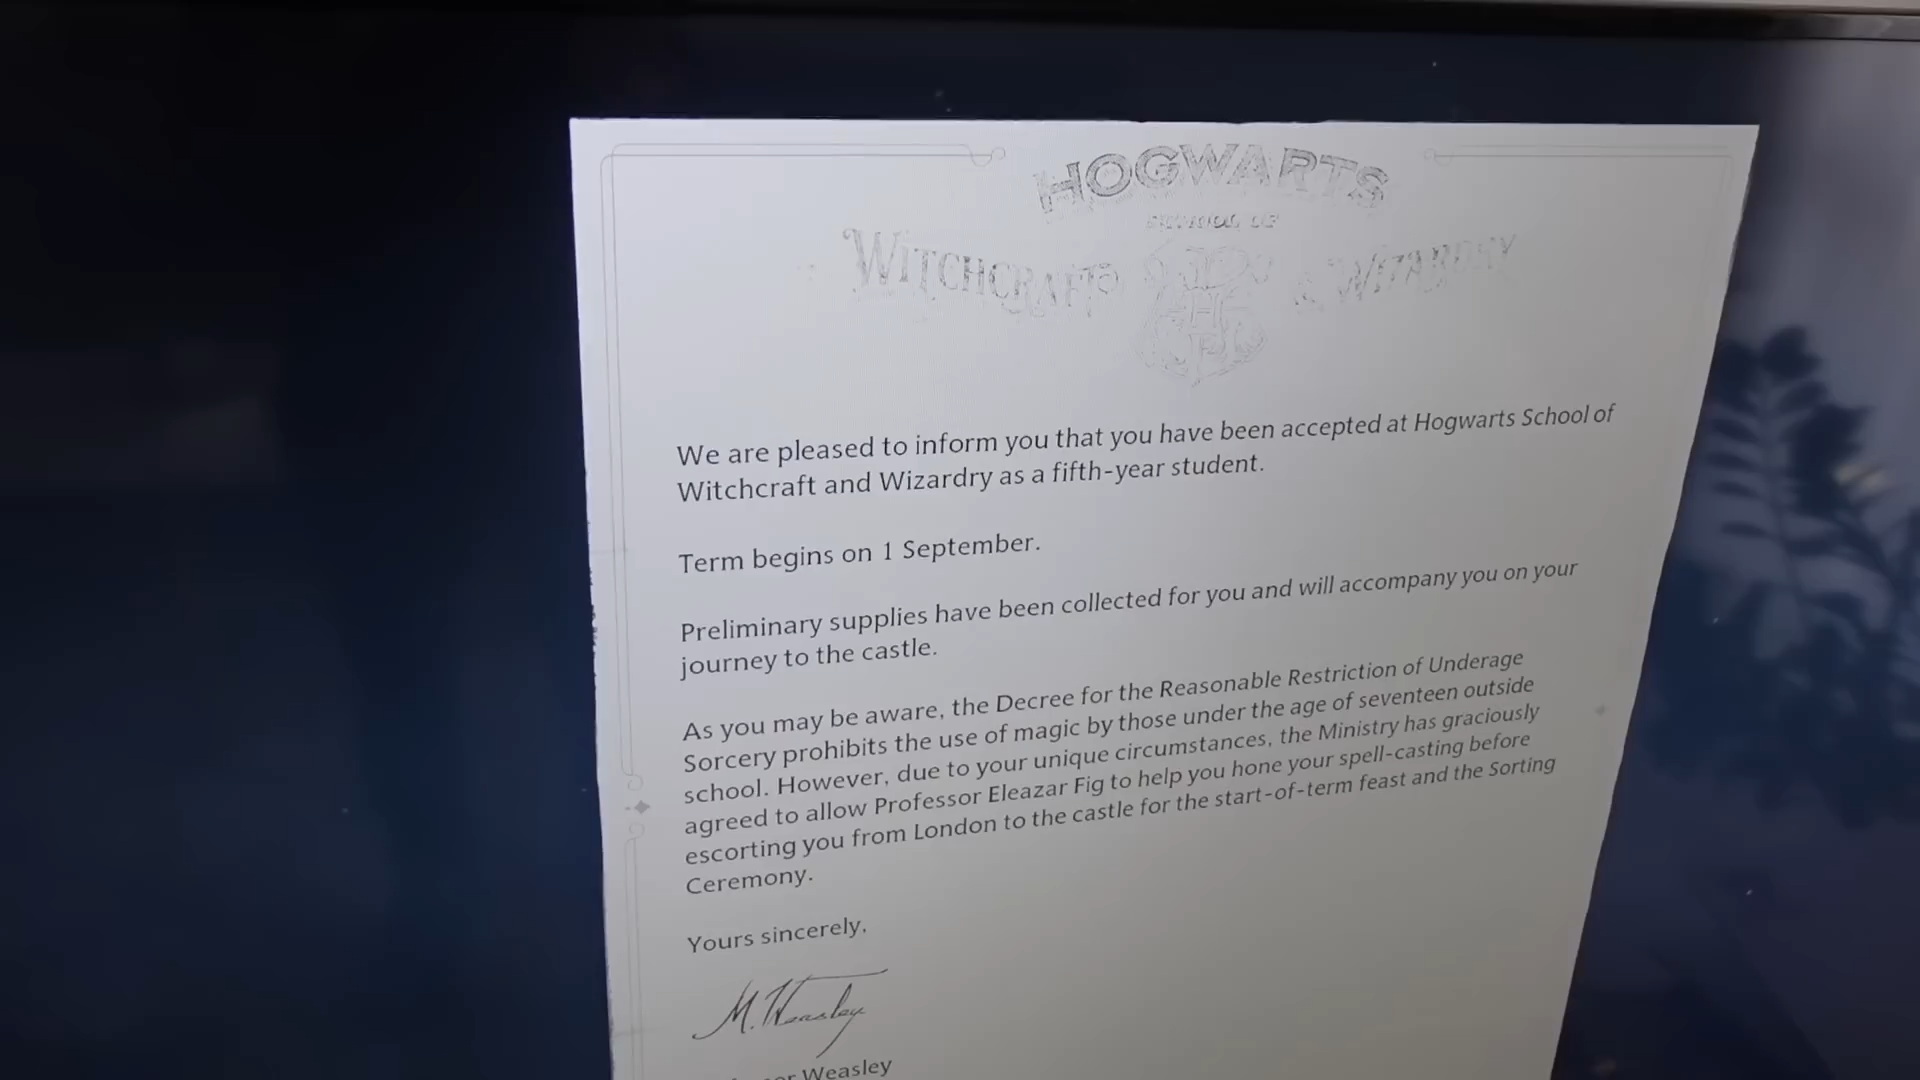 HOGWARTS
WITCHCRAFT & WIZARDRY
We are pleased to inform you that you have been accepted at Hogwarts School of
Witchcraft and Wizardry as a fifth-year student.
Term begins on 1 September.
Preliminary supplies have been collected for you and will accompany you on your
journey to the castle.
As you may be aware, the Decree for the Reasonable Restriction of Underage
Sorcery prohibits the use of magic by those under the age of seventeen outside
school. However, due to your unique circumstances, the Ministry has graciously
agreed to allow Professor Eleazar Fig to help you hone your spell-casting before
escorting you from London to the castle for the start-of-term feast and the Sorting
Ceremony.
Yours sincerely,
M. Weasley
Weasley